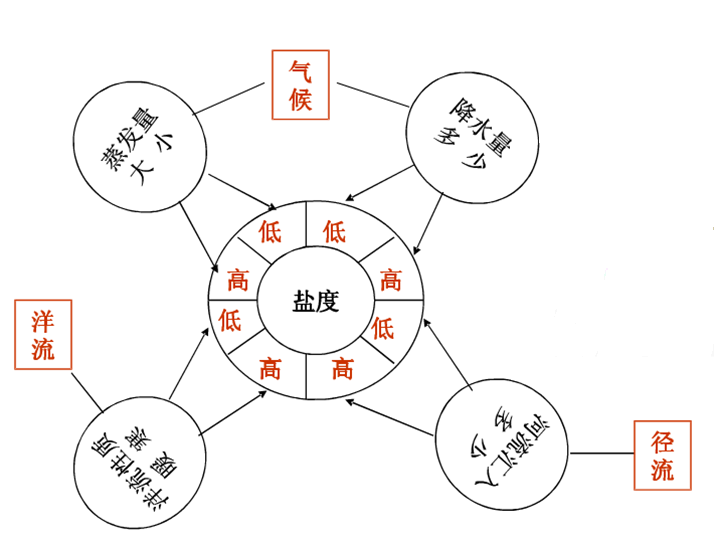 气
候
蒸发量
大 小
降水量
多 少
低
低
高
高
盐度
低
低
高
高
洋
流
洋流性质
暖 寒
河流汇入
多 少
径
流